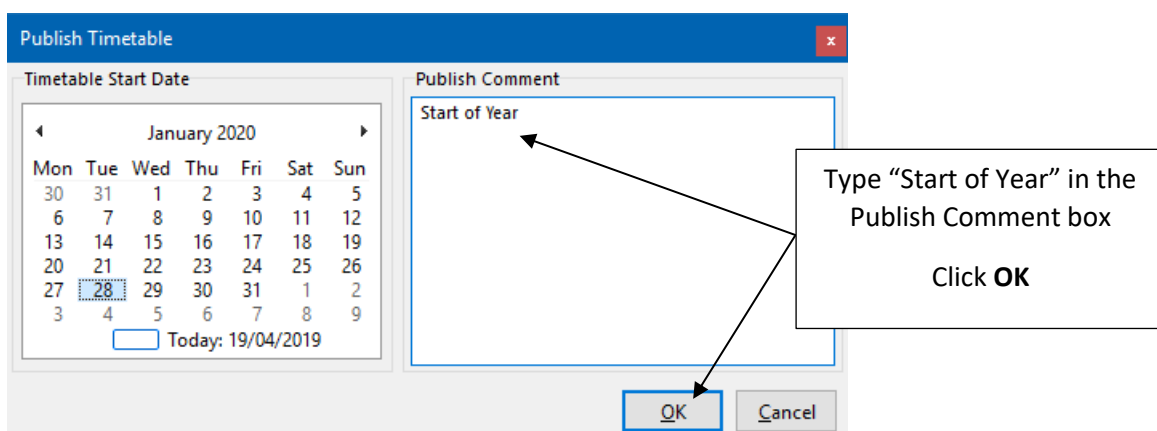 Publish Timetable
x
Timetable Start Date
January 2020
Mon Tue Wed Thu Fri Sat Sun
30 31 1 2 3 4 5
6 7 8 9 10 11 12
13 14 15 16 17 18 19
20 21 22 23 24 25 26
27 28 29 30 31 1 2
3 4 5 6 7 8 9
Today: 19/04/2019
Publish Comment
Start of Year
Type “Start of Year” in the
Publish Comment box
Click OK
OK
Cancel